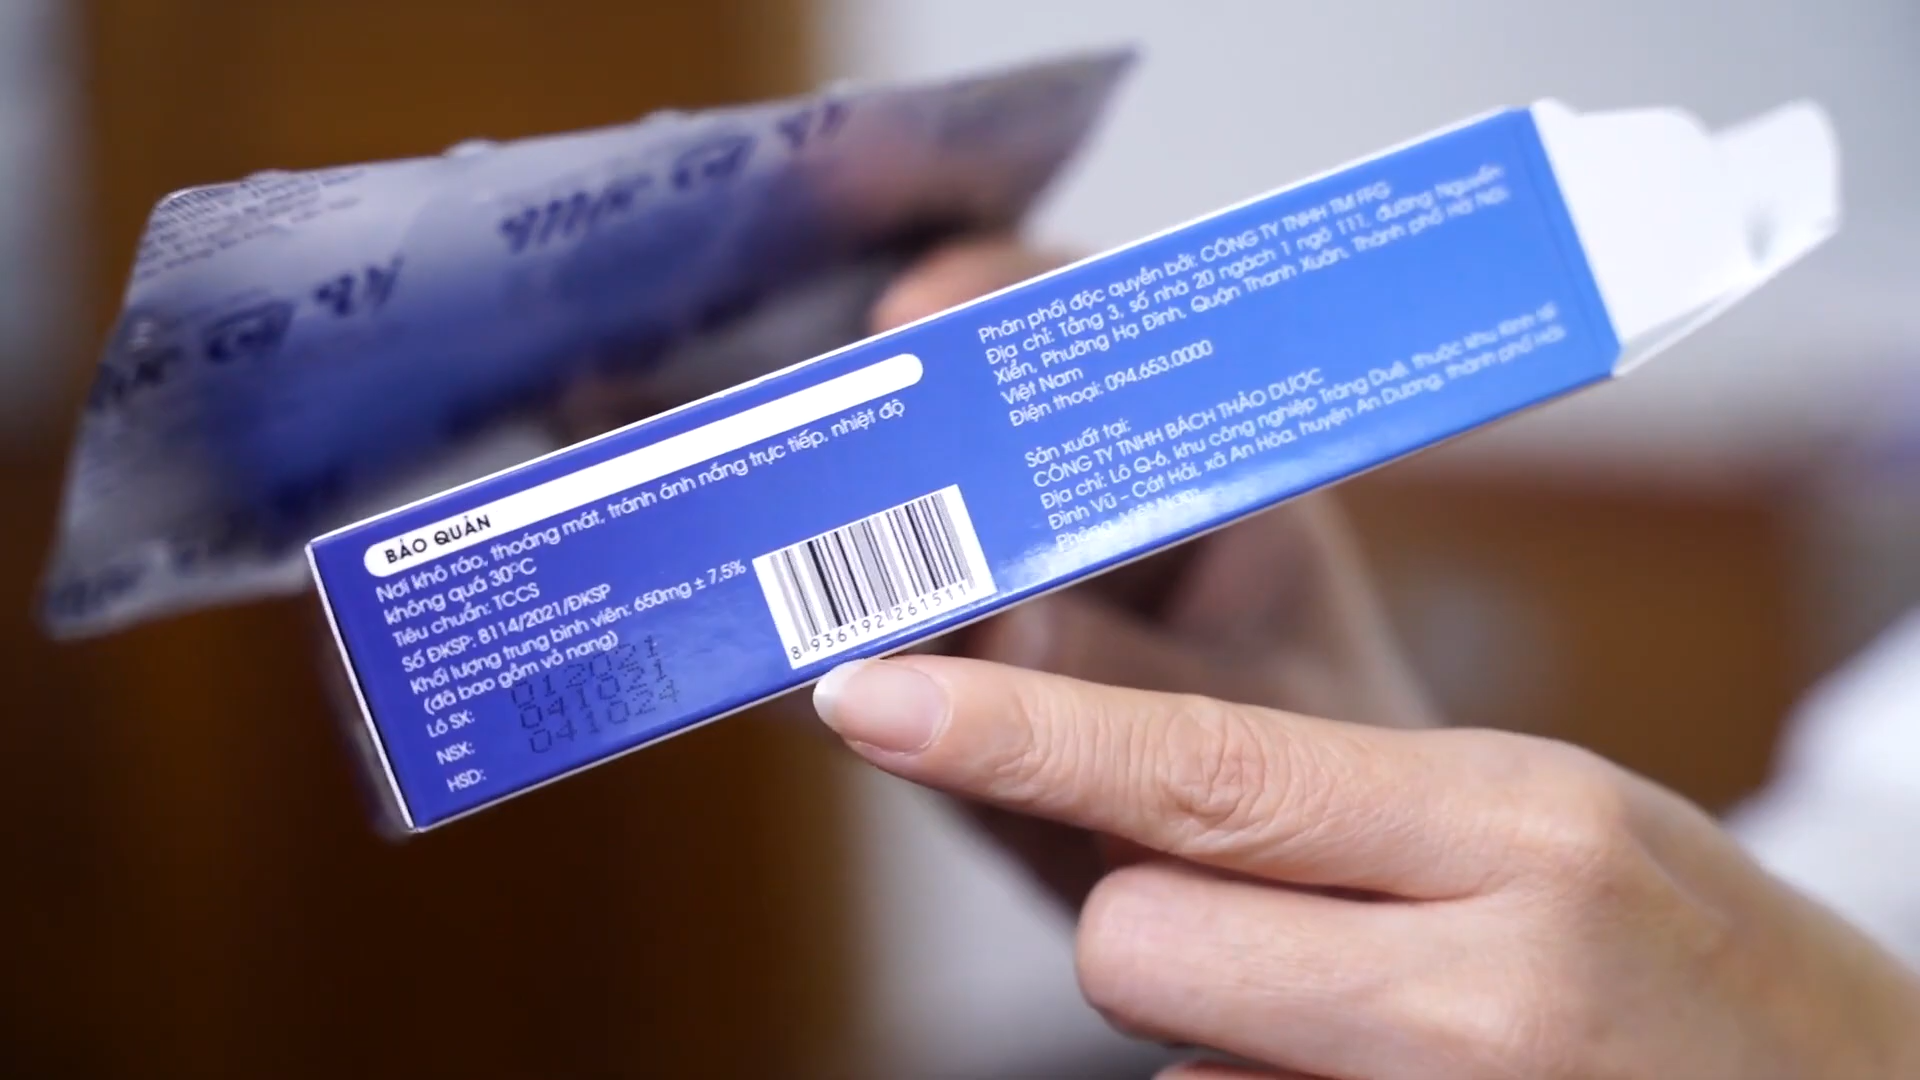 BẢO QUẢN
Nơi khô ráo, thoáng mát, tránh ánh nắng trực tiếp, nhiệt độ
không quá 30°C
Tiêu chuẩn: TCCS
Số ĐKSP: 8114/2021/ĐKSP
Khối lượng trung bình viên: 650mg ± 7,5%
(đã bao gồm vỏ nang)
Lô SX: 012021
NSX: 041021
HSD: 041024
8 936192 261511
Phân phối độc quyền bởi: CÔNG TY TNHH TM FFG
Địa chỉ: Tầng 3, số nhà 20 ngách 1 ngõ 111, đường Nguyễn
Xiển, Phường Hạ Đình, Quận Thanh Xuân, Thành phố Hà Nội,
Việt Nam
Điện thoại: 094.653.0000
Sản xuất tại:
CÔNG TY TNHH BÁCH THẢO DƯỢC
Địa chỉ: Lô Q-6, khu công nghiệp Tràng Duệ, thuộc khu Kinh tế
Đình Vũ - Cát Hải, xã An Hòa, huyện An Dương, thành phố Hải
Phòng, Việt Nam